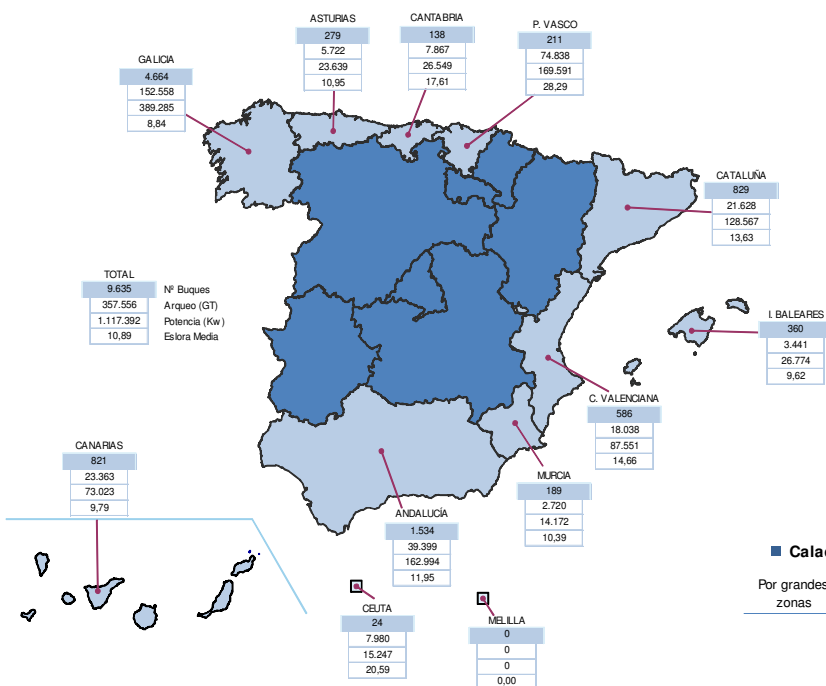 ASTURIAS
279
5.722
23.639
10,95
CANTABRIA
138
7.867
26.549
17,61
P. VASCO
211
74.838
169.591
28,29
GALICIA
4.664
152.558
389.285
8,84
CATALUÑA
829
21.628
128.567
13,63
TOTAL
9.635 Nº Buques
357.556 Arqueo (GT)
1.117.392 Potencia (Kw)
10,89 Eslora Media
I. BALEARES
360
3.441
26.774
9,62
C. VALENCIANA
586
18.038
87.551
14,66
CANARIAS
821
23.363
73.023
9,79
MURCIA
189
2.720
14.172
10,39
ANDALUCÍA
1.534
39.399
162.994
11,95
CEUTA
24
7.980
15.247
20,59
MELILLA
0
0
0
0,00
Por grandes
zonas